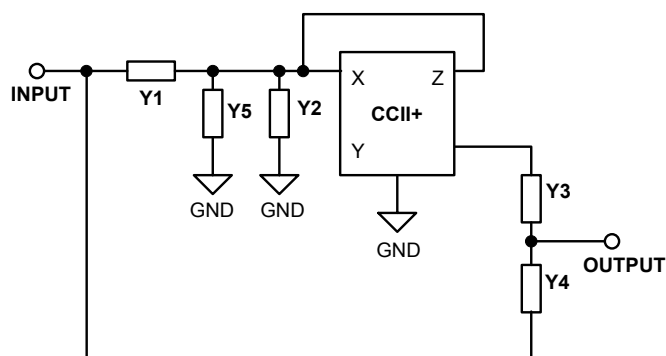 X Z
INPUT Y1 CCII+
Y5 Y2
Y
Y3
GND GND
GND
OUTPUT
Y4